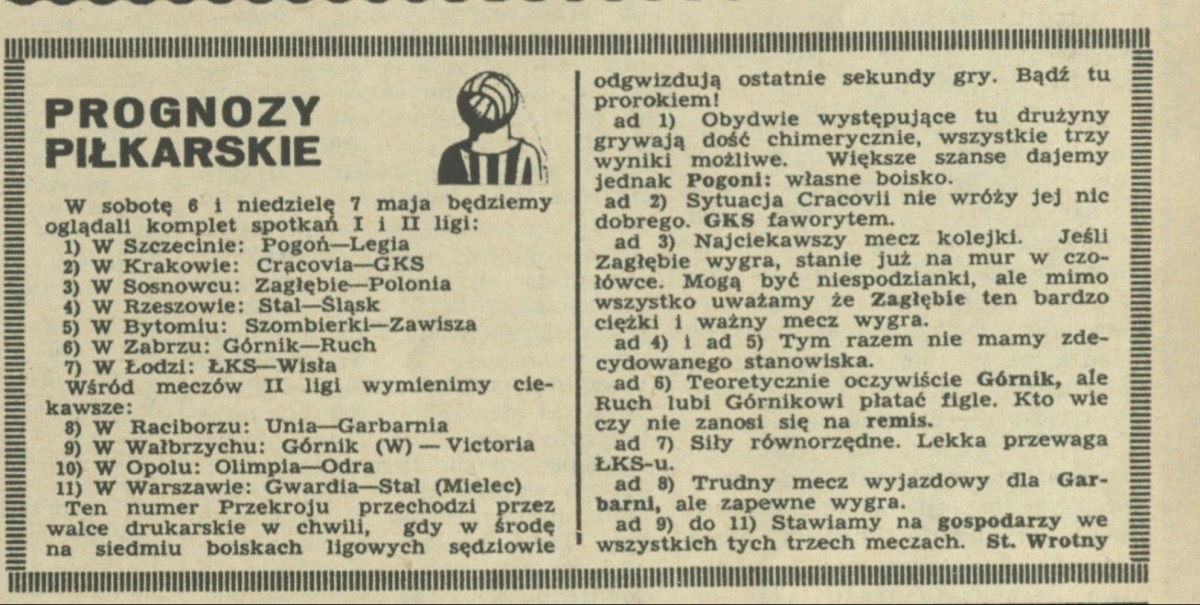 PROGNOZY
PIŁKARSKIE
W sobotę 6 i niedzielę 7 maja będziemy
oglądali komplet spotkań I i II ligi:
1) W Szczecinie: Pogoń—Legia
2) W Krakowie: Cracovia—GKS
3) W Sosnowcu: Zagłębie—Polonia
4) W Rzeszowie: Stal—Śląsk
5) W Bytomiu: Szombierki—Zawisza
6) W Zabrzu: Górnik—Ruch
7) W Łodzi: ŁKS—Wisła
Wśród meczów II ligi wymienimy cie-
kawsze:
8) W Raciborzu: Unia—Garbarnia
9) W Wałbrzychu: Górnik (W) — Victoria
10) W Opolu: Olimpia—Odra
11) W Warszawie: Gwardia—Stal (Mielec)
Ten numer Przekroju przechodzi przez
walce drukarskie w chwili, gdy w środę
na siedmiu boiskach ligowych sędziowie
odgwizdują ostatnie sekundy gry. Bądź tu
prorokiem!
ad 1) Obydwie występujące tu drużyny
grywają dość chimerycznie, wszystkie trzy
wyniki możliwe. Większe szanse dajemy
jednak Pogoni: własne boisko.
ad 2) Sytuacja Cracovii nie wróży jej nic
dobrego. GKS faworytem.
ad 3) Najciekawszy mecz kolejki. Jeśli
Zagłębie wygra, stanie już na mur w czo-
łówce. Mogą być niespodzianki, ale mimo
wszystko uważamy że Zagłębie ten bardzo
ciężki i ważny mecz wygra.
ad 4) i ad 5) Tym razem nie mamy zde-
cydowanego stanowiska.
ad 6) Teoretycznie oczywiście Górnik, ale
Ruch lubi Górnikowi płatać figle. Kto wie
czy nie zanosi się na remis.
ad 7) Siły równorzędne. Lekka przewaga
ŁKS-u.
ad 8) Trudny mecz wyjazdowy dla Gar-
barni, ale zapewne wygra.
ad 9) do 11) Stawiamy na gospodarzy we
wszystkich tych trzech meczach. St. Wrotny